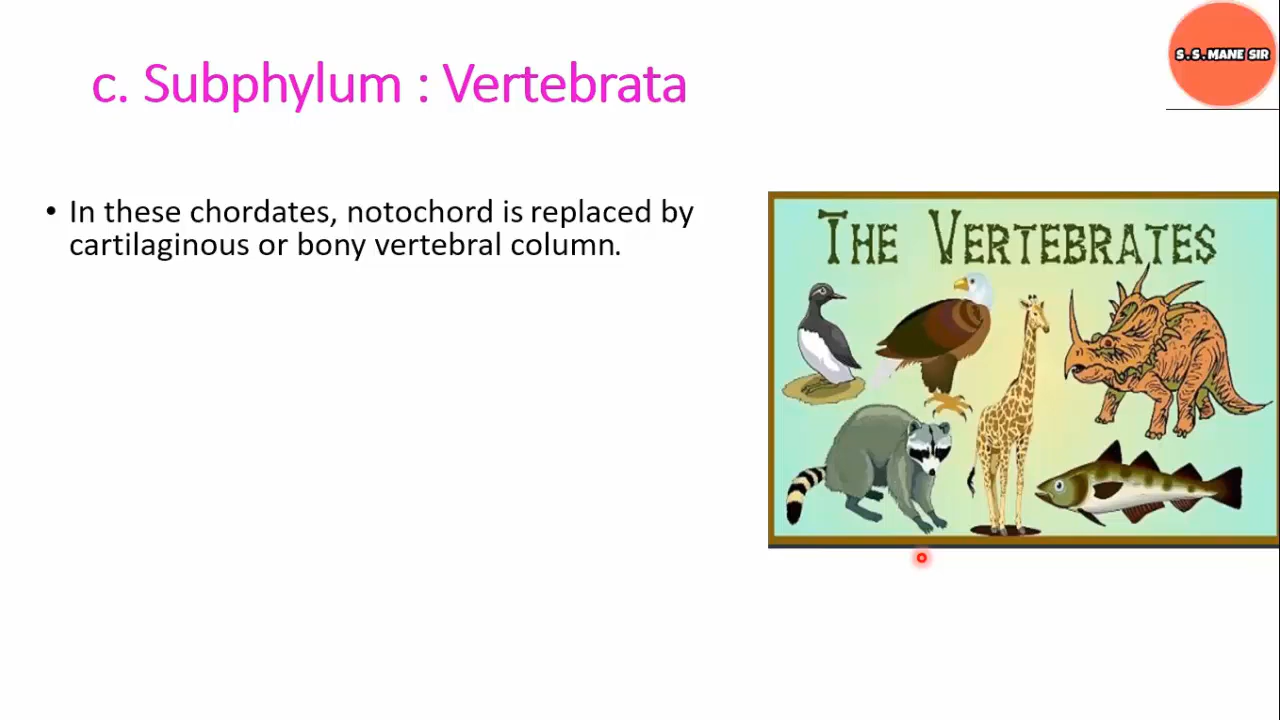 c. Subphylum : Vertebrata
S.S.MANE SIR
• In these chordates, notochord is replaced by
cartilaginous or bony vertebral column.
THE VERTEBRATES